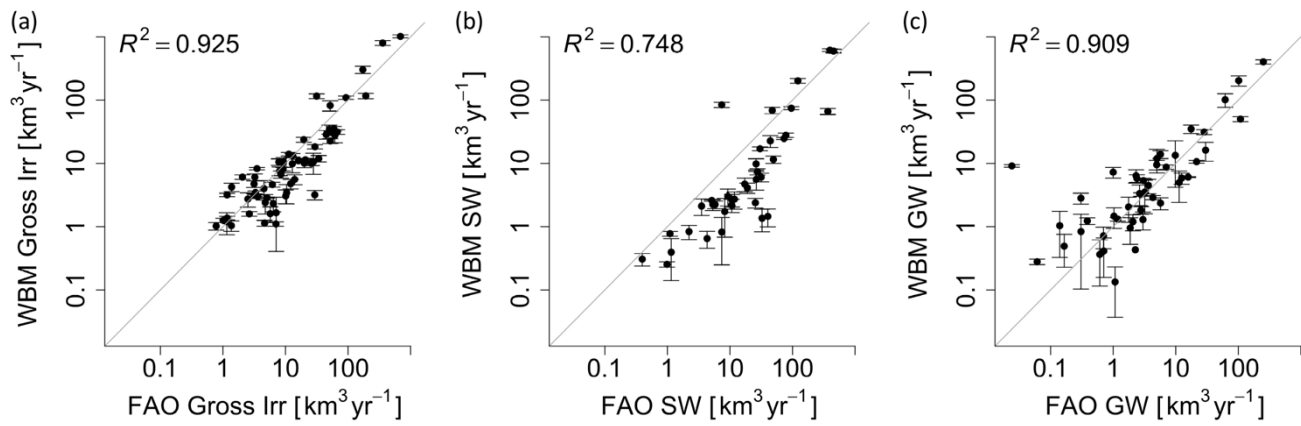 (a)
R² = 0.925
WBM Gross Irr [km³ yr⁻¹]
100
10
1
0.1
0.1 1 10 100
FAO Gross Irr [km³ yr⁻¹]
(b)
R² = 0.748
WBM SW [km³ yr⁻¹]
100
10
1
0.1
0.1 1 10 100
FAO SW [km³ yr⁻¹]
(c)
R² = 0.909
WBM GW [km³ yr⁻¹]
100
10
1
0.1
0.1 1 10 100
FAO GW [km³ yr⁻¹]